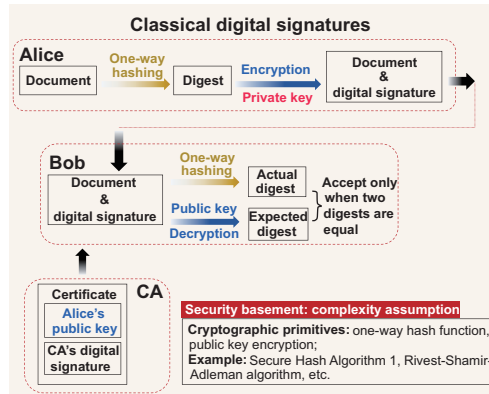 Classical digital signatures
Alice
Document
One-way
hashing
Digest
Encryption
Private key
Document
&
digital signature
Bob
Document
&
digital signature
One-way
hashing
Actual
digest
Public key
Decryption
Expected
digest
Accept only
when two
digests are
equal
CA
Certificate
Alice's
public key
CA's digital
signature
Security basement: complexity assumption
Cryptographic primitives: one-way hash function,
public key encryption;
Example: Secure Hash Algorithm 1, Rivest-Shamir-
Adleman algorithm, etc.